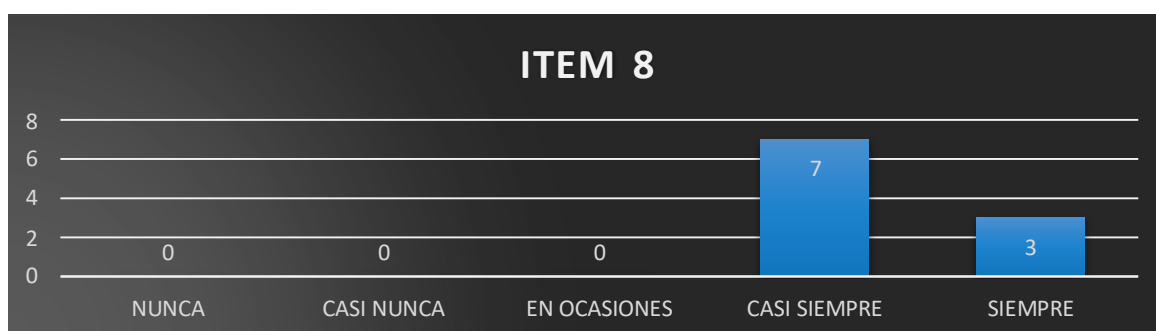 ITEM 8
8
6
4
2
0
0 0 0 7 3
NUNCA CASI NUNCA EN OCASIONES CASI SIEMPRE SIEMPRE